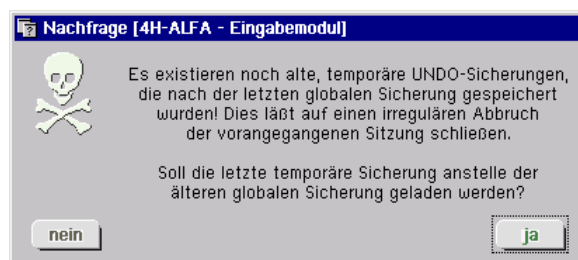 Nachfrage [4H-ALFA - Eingabemodul]
Es existieren noch alte, temporäre UNDO-Sicherungen,
die nach der letzten globalen Sicherung gespeichert
wurden! Dies läßt auf einen irregulären Abbruch
der vorangegangenen Sitzung schließen.
Soll die letzte temporäre Sicherung anstelle der
älteren globalen Sicherung geladen werden?
nein
ja